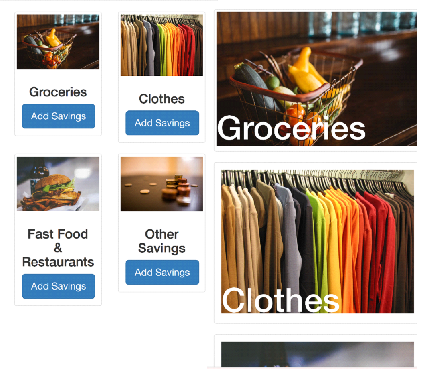 Groceries
Add Savings
Clothes
Add Savings
Fast Food
&
Restaurants
Add Savings
Other
Savings
Add Savings
Groceries
Clothes